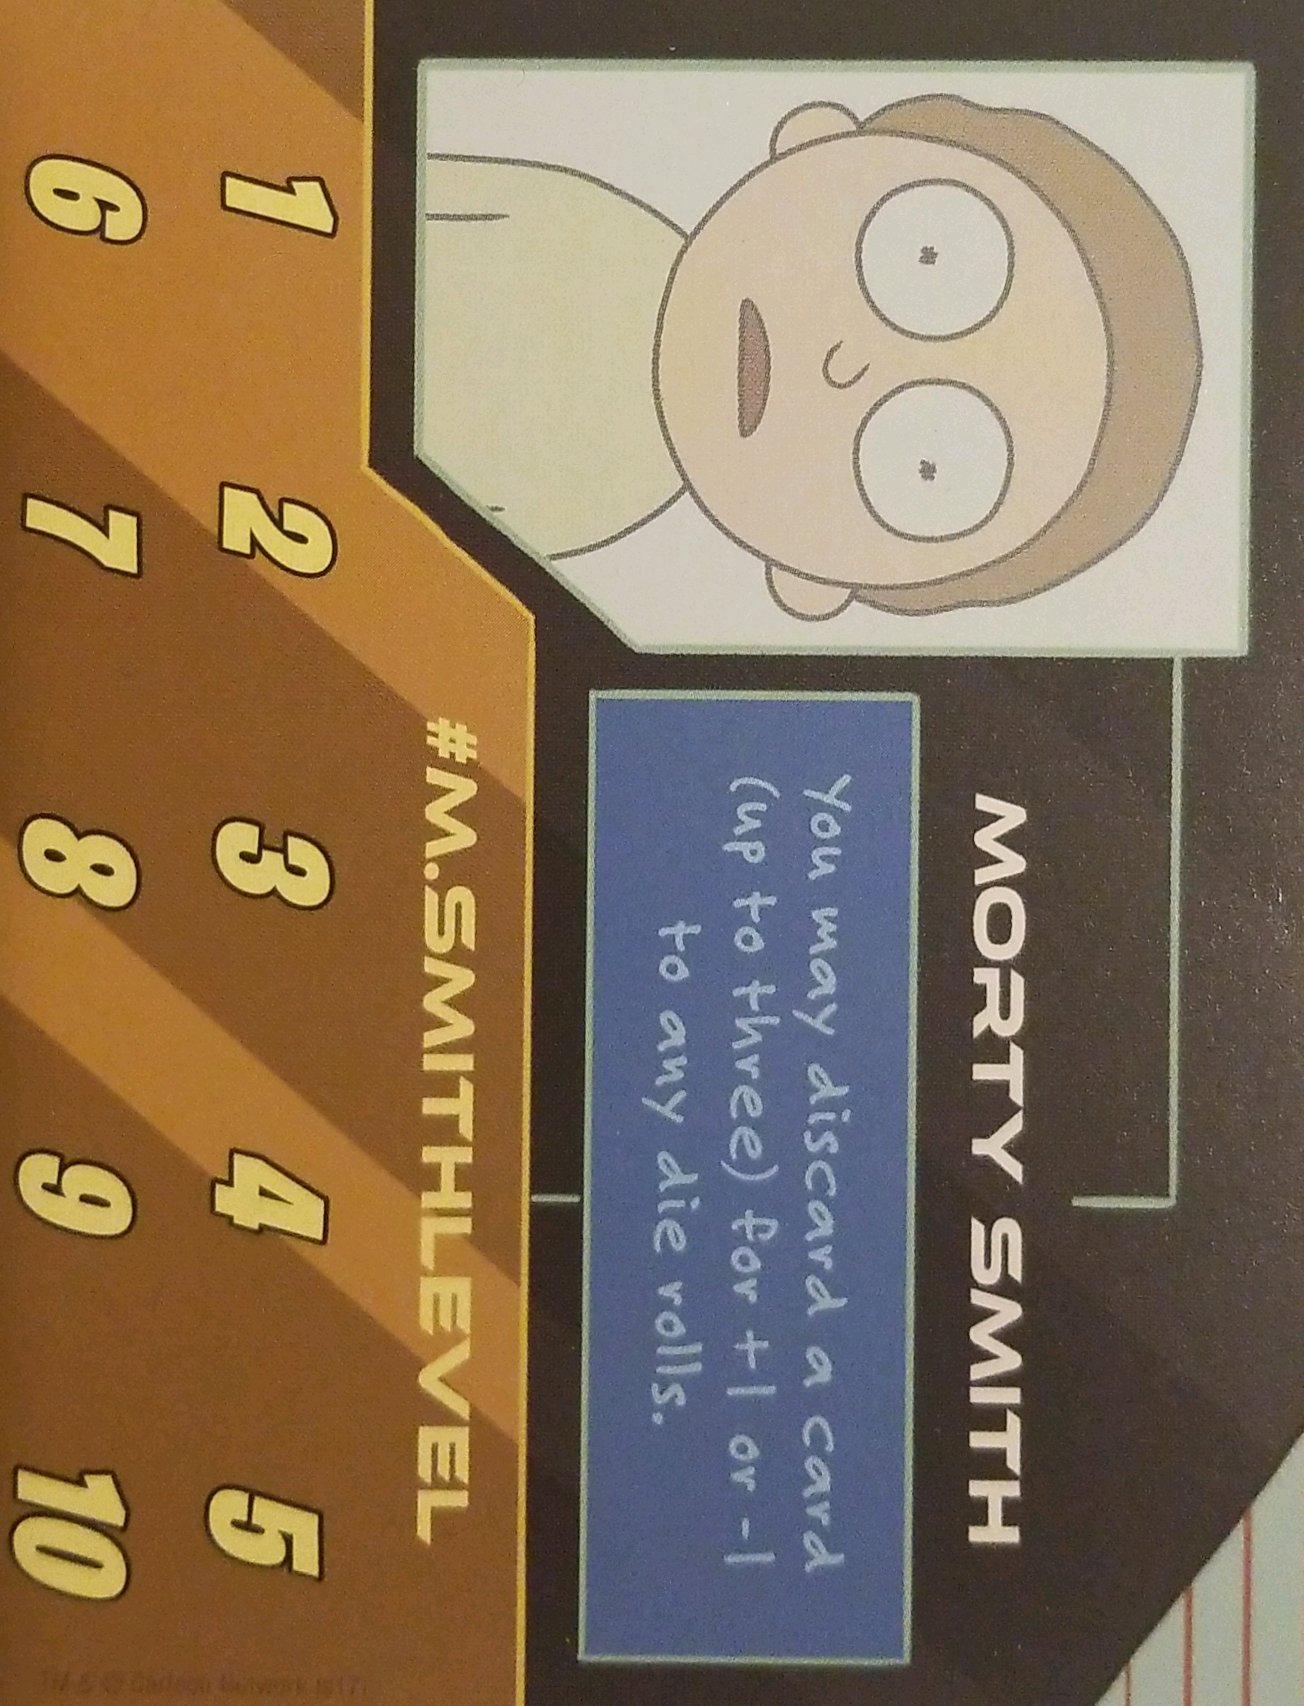 MORTY SMITH
You may discard a card
(up to three) for +1 or -1
to any die rolls.
#M.SMITHLEVEL
1 2 3 4 5
6 7 8 9 10
TM & © Cartoon Network